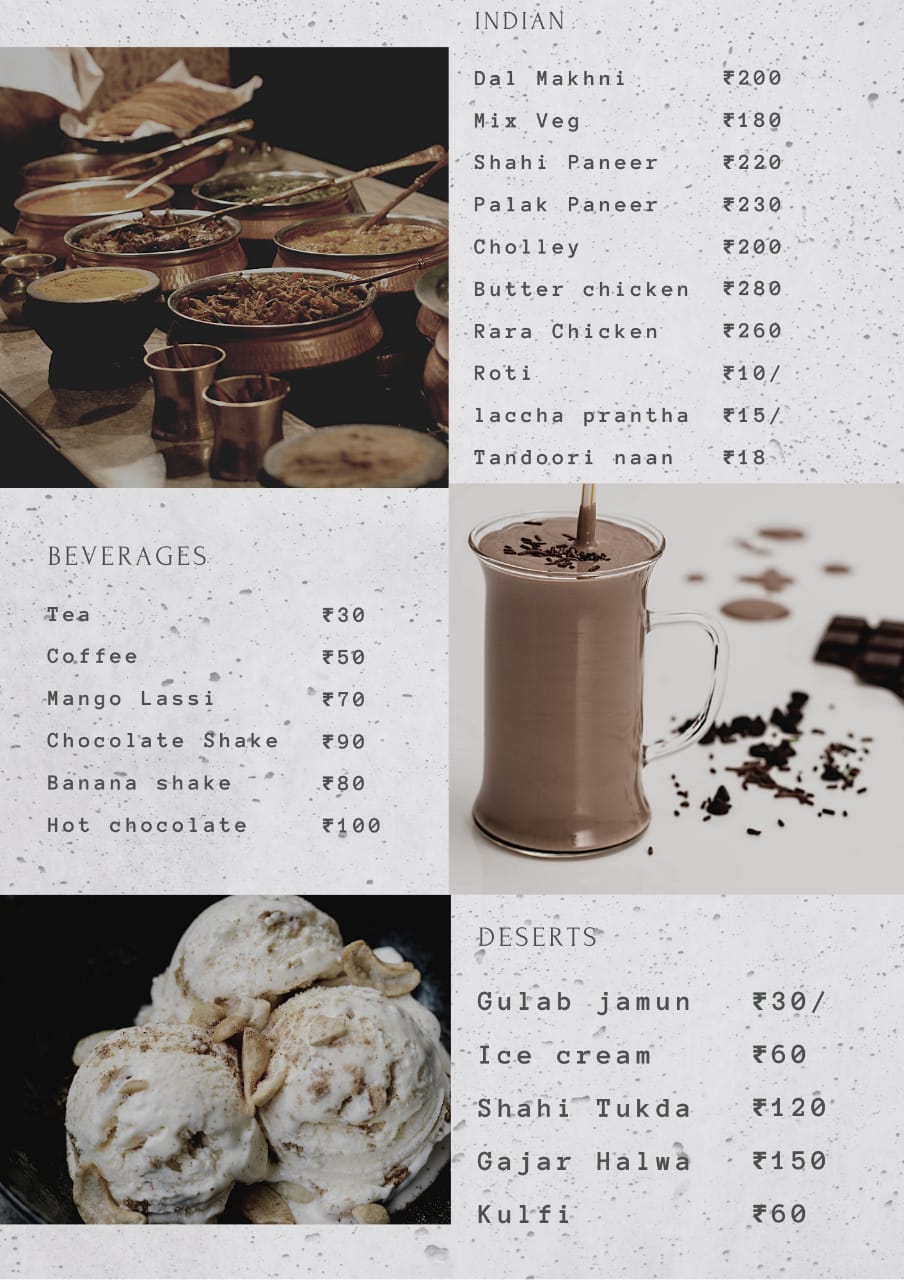 INDIAN
Dal Makhni ₹200
Mix Veg ₹180
Shahi Paneer ₹220
Palak Paneer ₹230
Cholley ₹200
Butter chicken ₹280
Rara Chicken ₹260
Roti ₹10/
laccha prantha ₹15/
Tandoori naan ₹18
BEVERAGES
Tea ₹30
Coffee ₹50
Mango Lassi ₹70
Chocolate Shake ₹90
Banana shake ₹80
Hot chocolate ₹100
DESERTS
Gulab jamun ₹30/
Ice cream ₹60
Shahi Tukda ₹120
Gajar Halwa ₹150
Kulfi ₹60